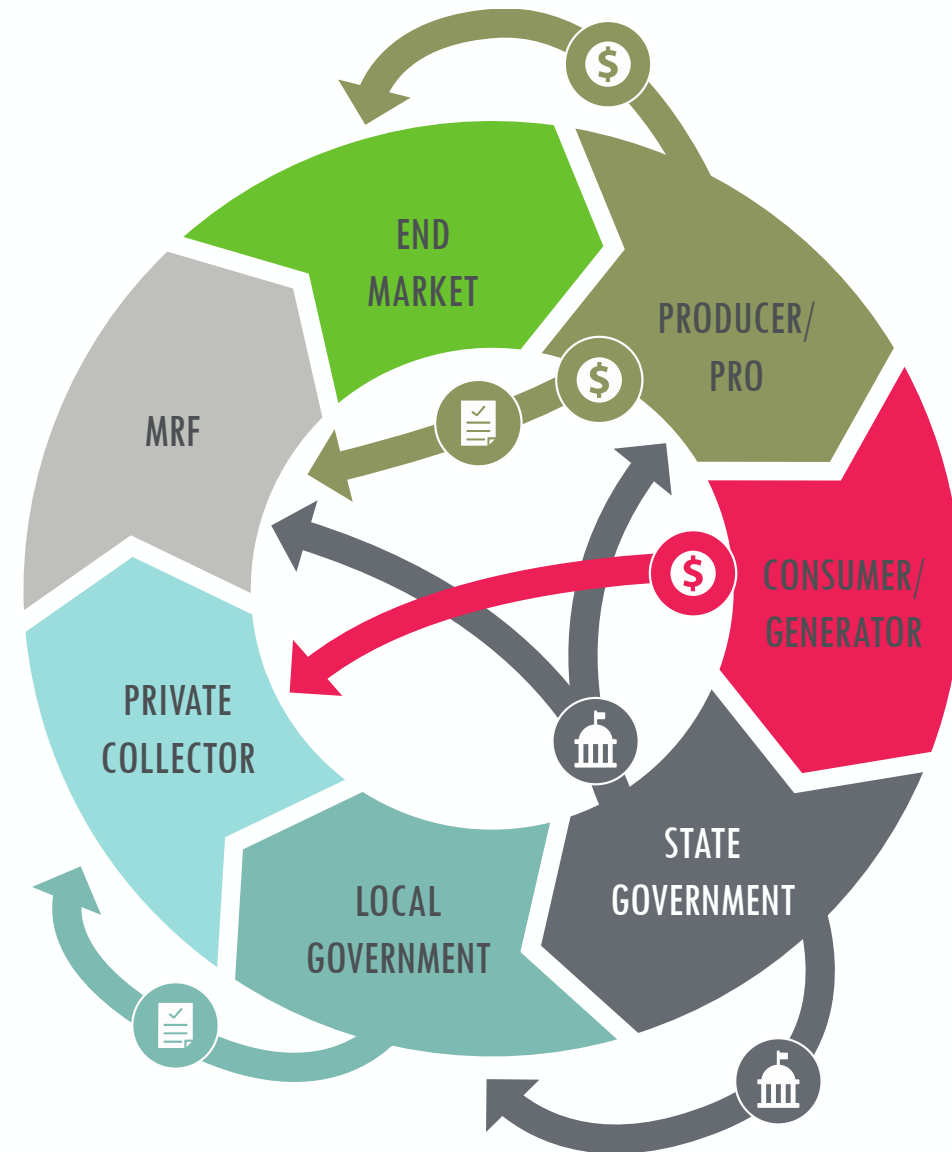 $
END
MARKET
PRODUCER/
PRO
$
MRF
$
CONSUMER/
GENERATOR
PRIVATE
COLLECTOR
STATE
GOVERNMENT
LOCAL
GOVERNMENT